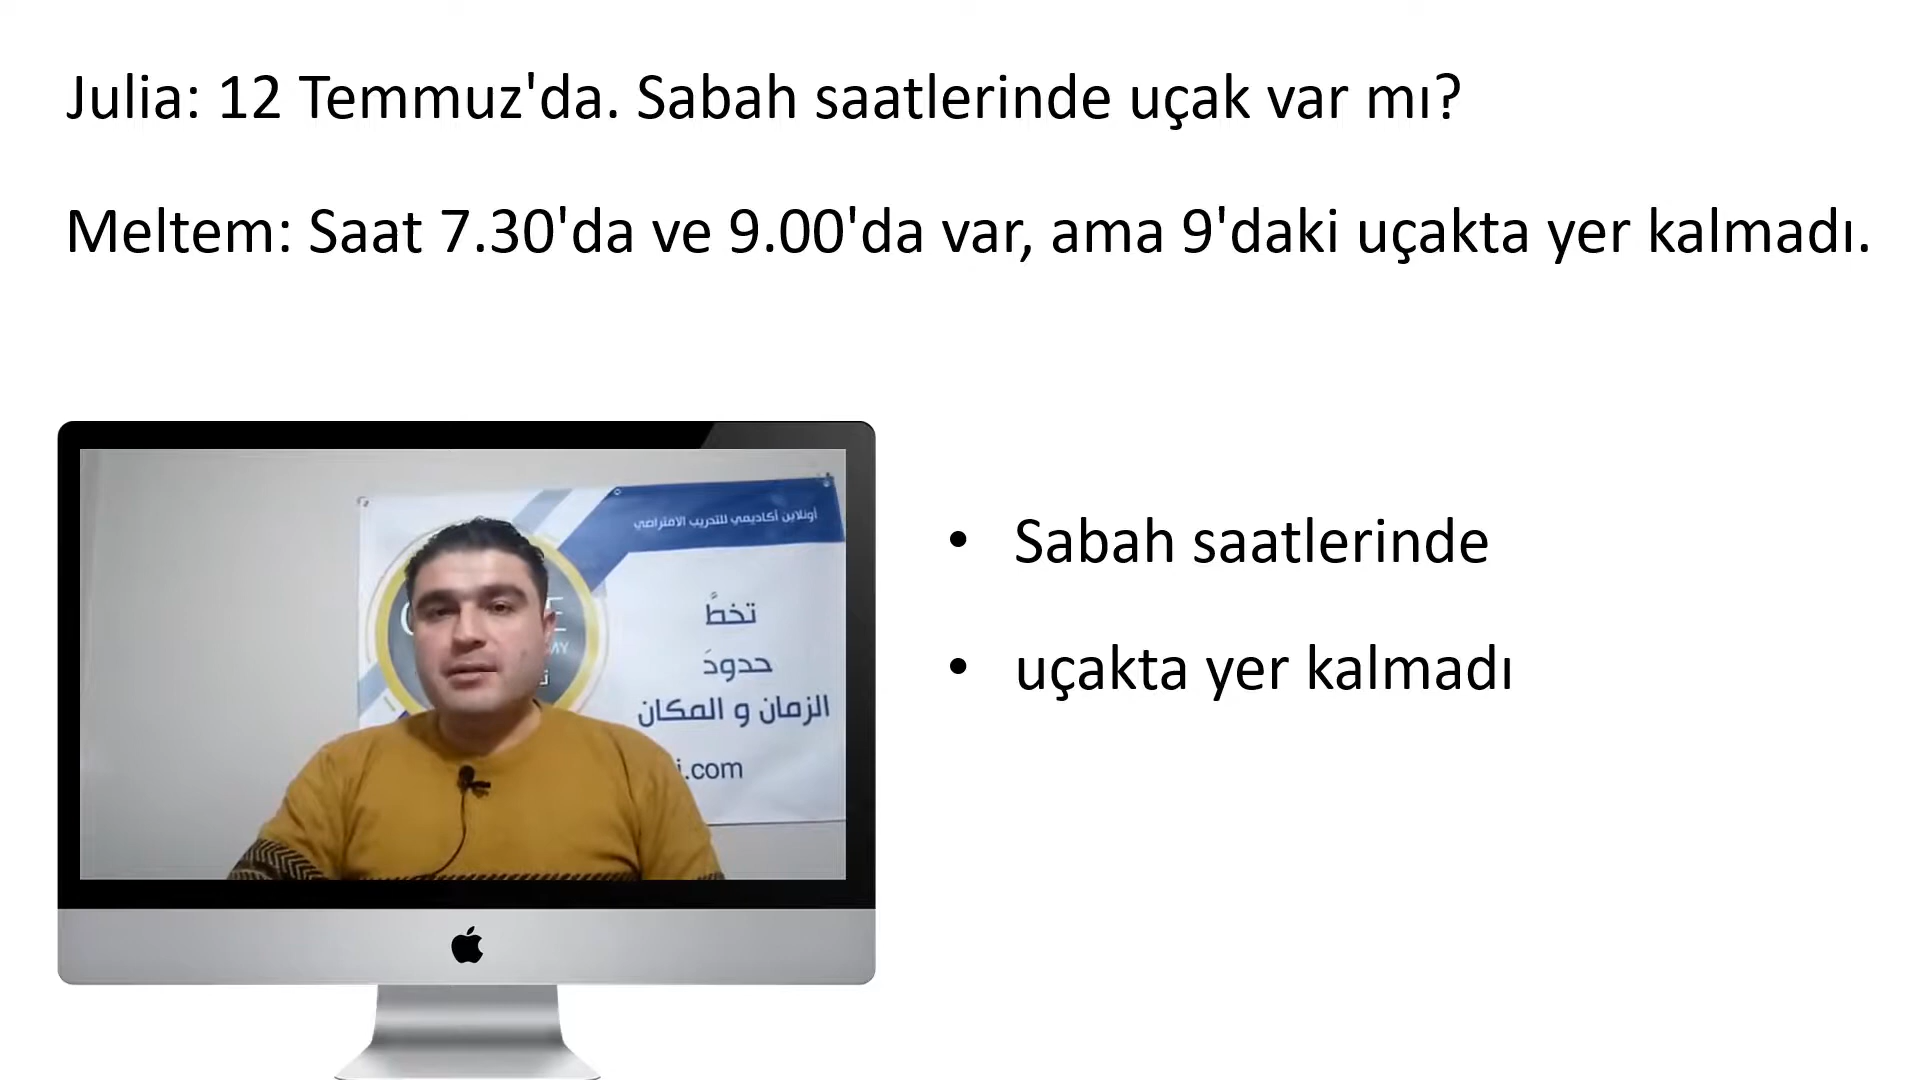 Julia: 12 Temmuz'da. Sabah saatlerinde uçak var mı?
Meltem: Saat 7.30'da ve 9.00'da var, ama 9'daki uçakta yer kalmadı.
أونلاين أكاديمي للتدريب الافتراضي
تخطَّ
حدودَ
الزمان و المكان
i.com
• Sabah saatlerinde
• uçakta yer kalmadı